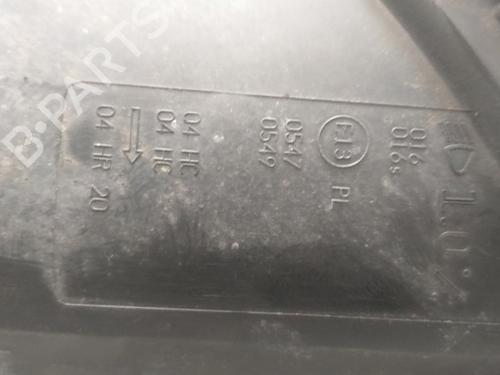 B-PARTS
1.0%
016
016s
E13 PL
0547
0549
04 HC
04 HC
04 HR 20